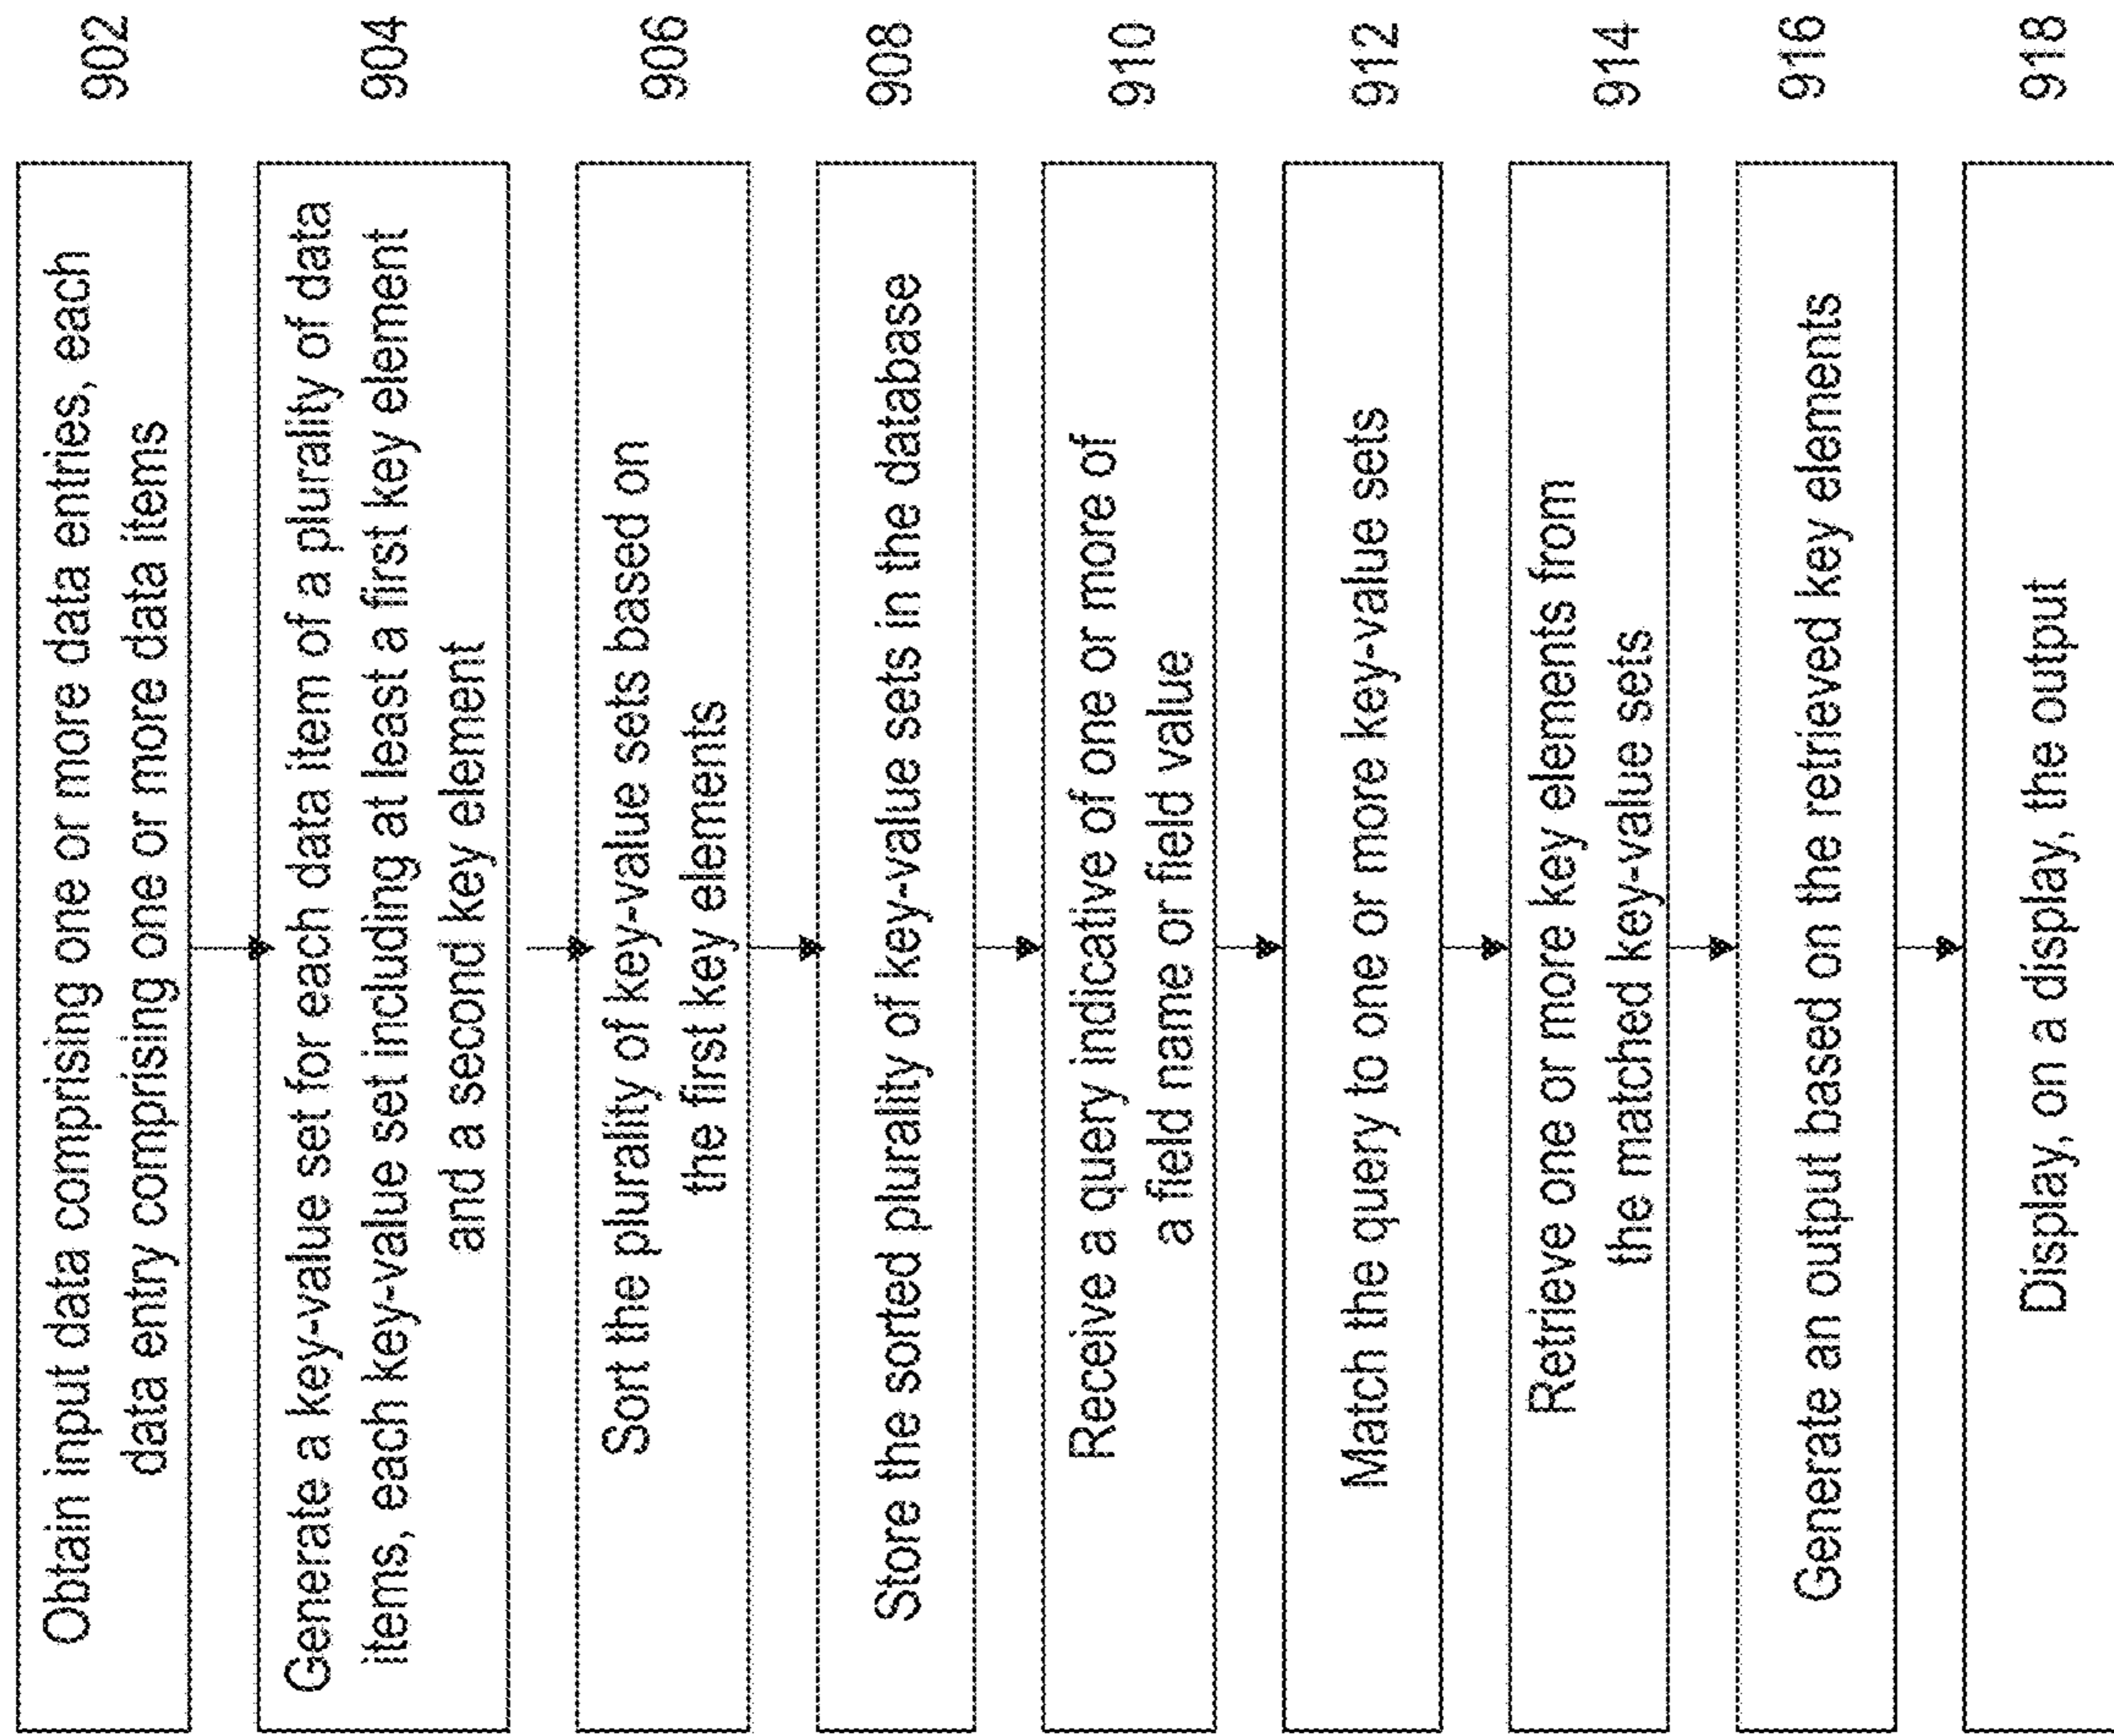 Obtain input data comprising one or more data entries, each
data entry comprising one or more data items
902
Generate a key-value set for each data item of a plurality of data
items, each key-value set including at least a first key element
and a second key element
904
Sort the plurality of key-value sets based on
the first key elements
906
Store the sorted plurality of key-value sets in the database
908
Receive a query indicative of one or more of
a field name or field value
910
Match the query to one or more key-value sets
912
Retrieve one or more key elements from
the matched key-value sets
914
Generate an output based on the retrieved key elements
916
Display, on a display, the output
918